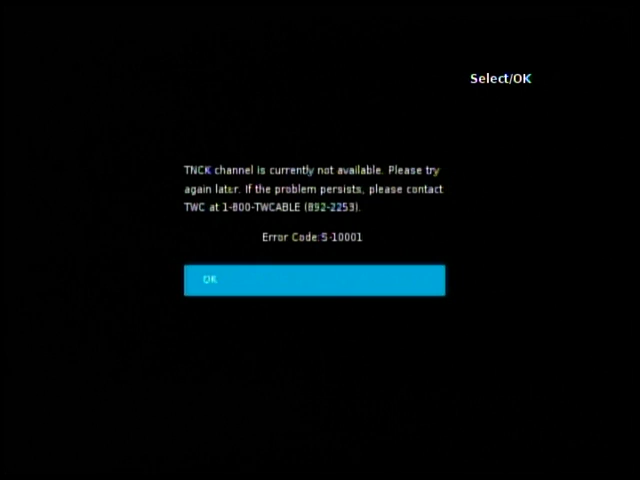 Select/OK
TNCK channel is currently not available. Please try
again later. If the problem persists, please contact
TWC at 1-800-TWCABLE (892-2253).
Error Code:S-10001
OK